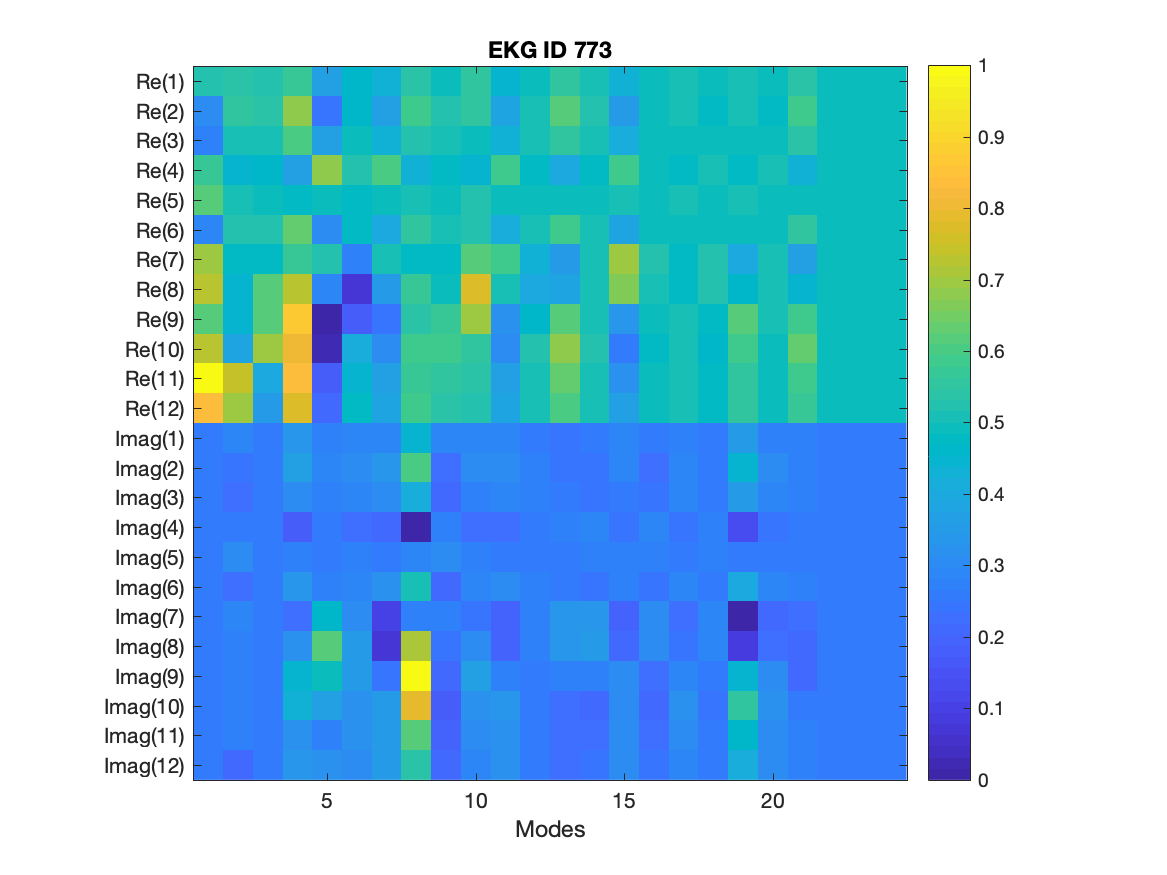 EKG ID 773
Re(1)
Re(2)
Re(3)
Re(4)
Re(5)
Re(6)
Re(7)
Re(8)
Re(9)
Re(10)
Re(11)
Re(12)
Imag(1)
Imag(2)
Imag(3)
Imag(4)
Imag(5)
Imag(6)
Imag(7)
Imag(8)
Imag(9)
Imag(10)
Imag(11)
Imag(12)
5 10 15 20
Modes
1
0.9
0.8
0.7
0.6
0.5
0.4
0.3
0.2
0.1
0